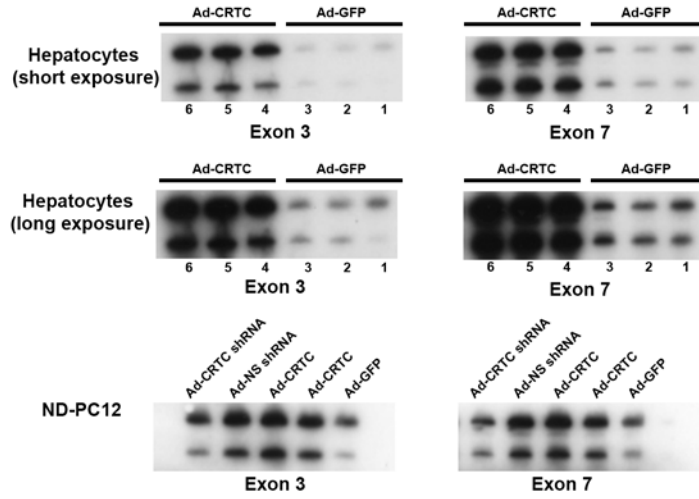 Ad-CRTC Ad-GFP Ad-CRTC Ad-GFP
Hepatocytes
(short exposure)
6 5 4 3 2 1 6 5 4 3 2 1
Exon 3 Exon 7
Ad-CRTC Ad-GFP Ad-CRTC Ad-GFP
Hepatocytes
(long exposure)
6 5 4 3 2 1 6 5 4 3 2 1
Exon 3 Exon 7
Ad-CRTC shRNA Ad-NS shRNA Ad-CRTC Ad-CRTC Ad-GFP Ad-CRTC shRNA Ad-NS shRNA Ad-CRTC Ad-CRTC Ad-GFP
ND-PC12
Exon 3 Exon 7